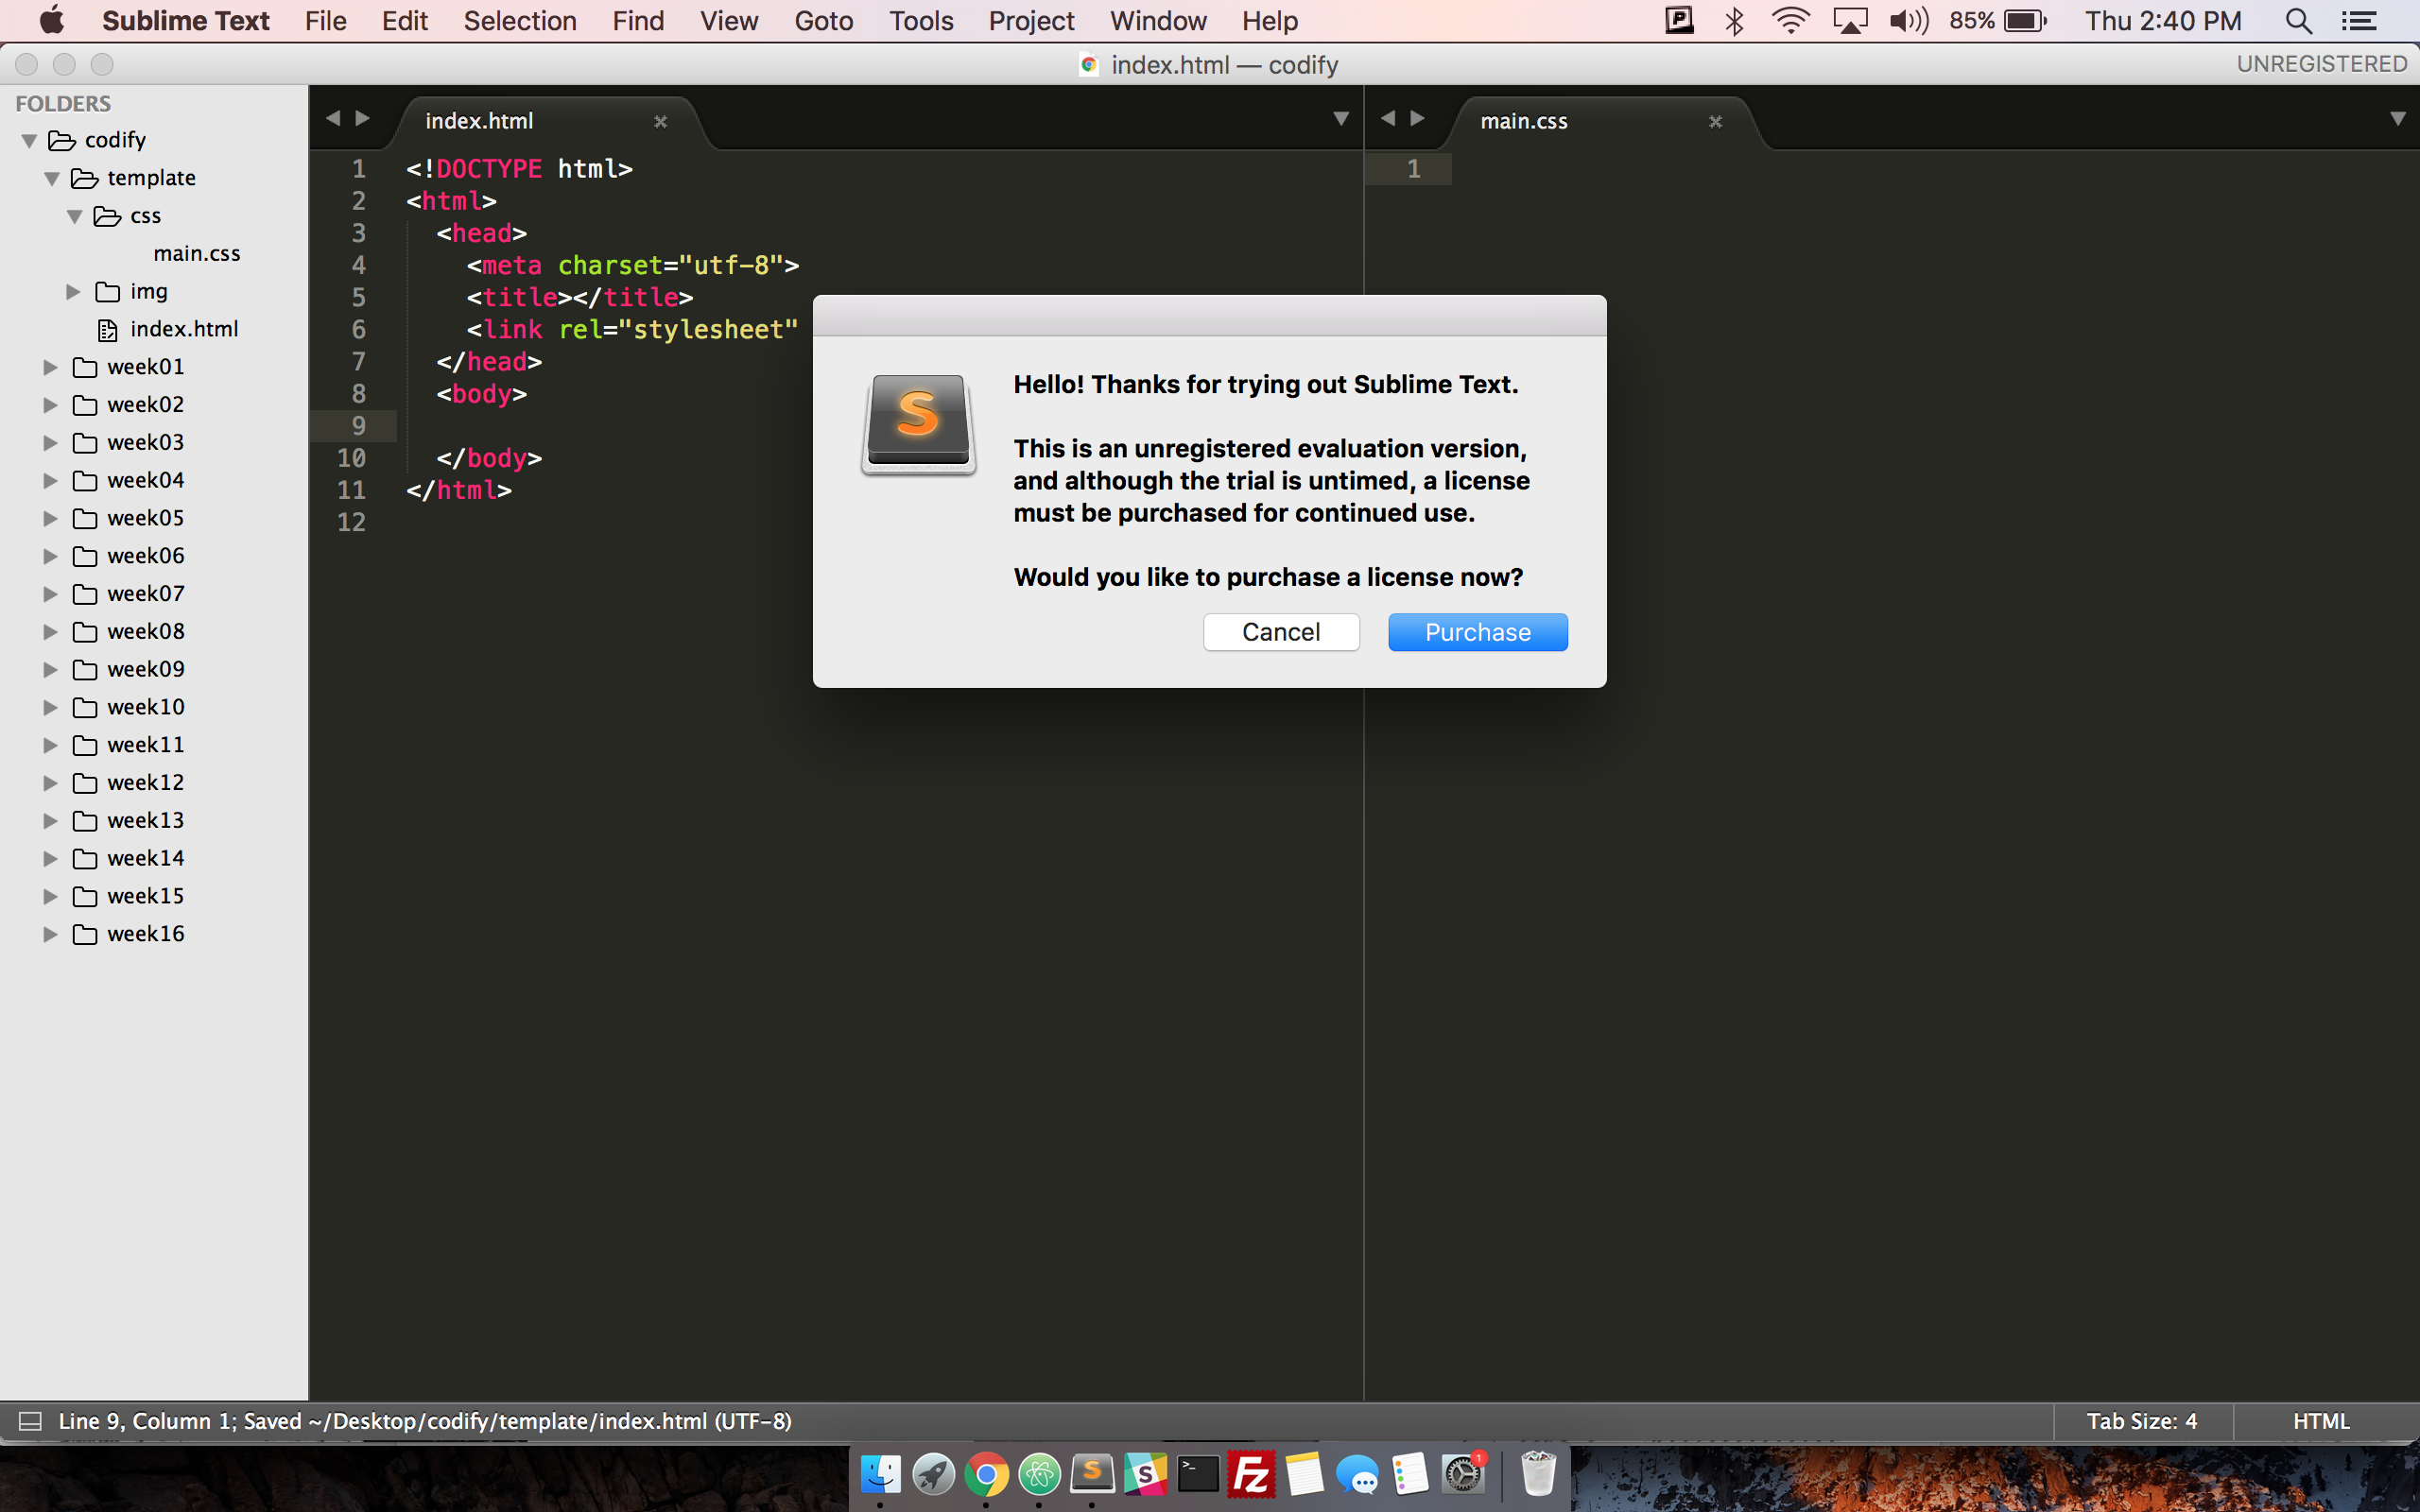 Sublime Text File Edit Selection Find View Goto Tools Project Window Help P 85% Thu 2:40 PM
index.html — codify UNREGISTERED
FOLDERS
codify
template
css
main.css
img
index.html
week01
week02
week03
week04
week05
week06
week07
week08
week09
week10
week11
week12
week13
week14
week15
week16
index.html
1 <!DOCTYPE html>
2 <html>
3 <head>
4 <meta charset="utf-8">
5 <title></title>
6 <link rel="stylesheet"
7 </head>
8 <body>
9
10 </body>
11 </html>
12
main.css
1
S
Hello! Thanks for trying out Sublime Text.
This is an unregistered evaluation version,
and although the trial is untimed, a license
must be purchased for continued use.
Would you like to purchase a license now?
Cancel Purchase
Line 9, Column 1; Saved ~/Desktop/codify/template/index.html (UTF-8) Tab Size: 4 HTML
S S >_ Fz 1